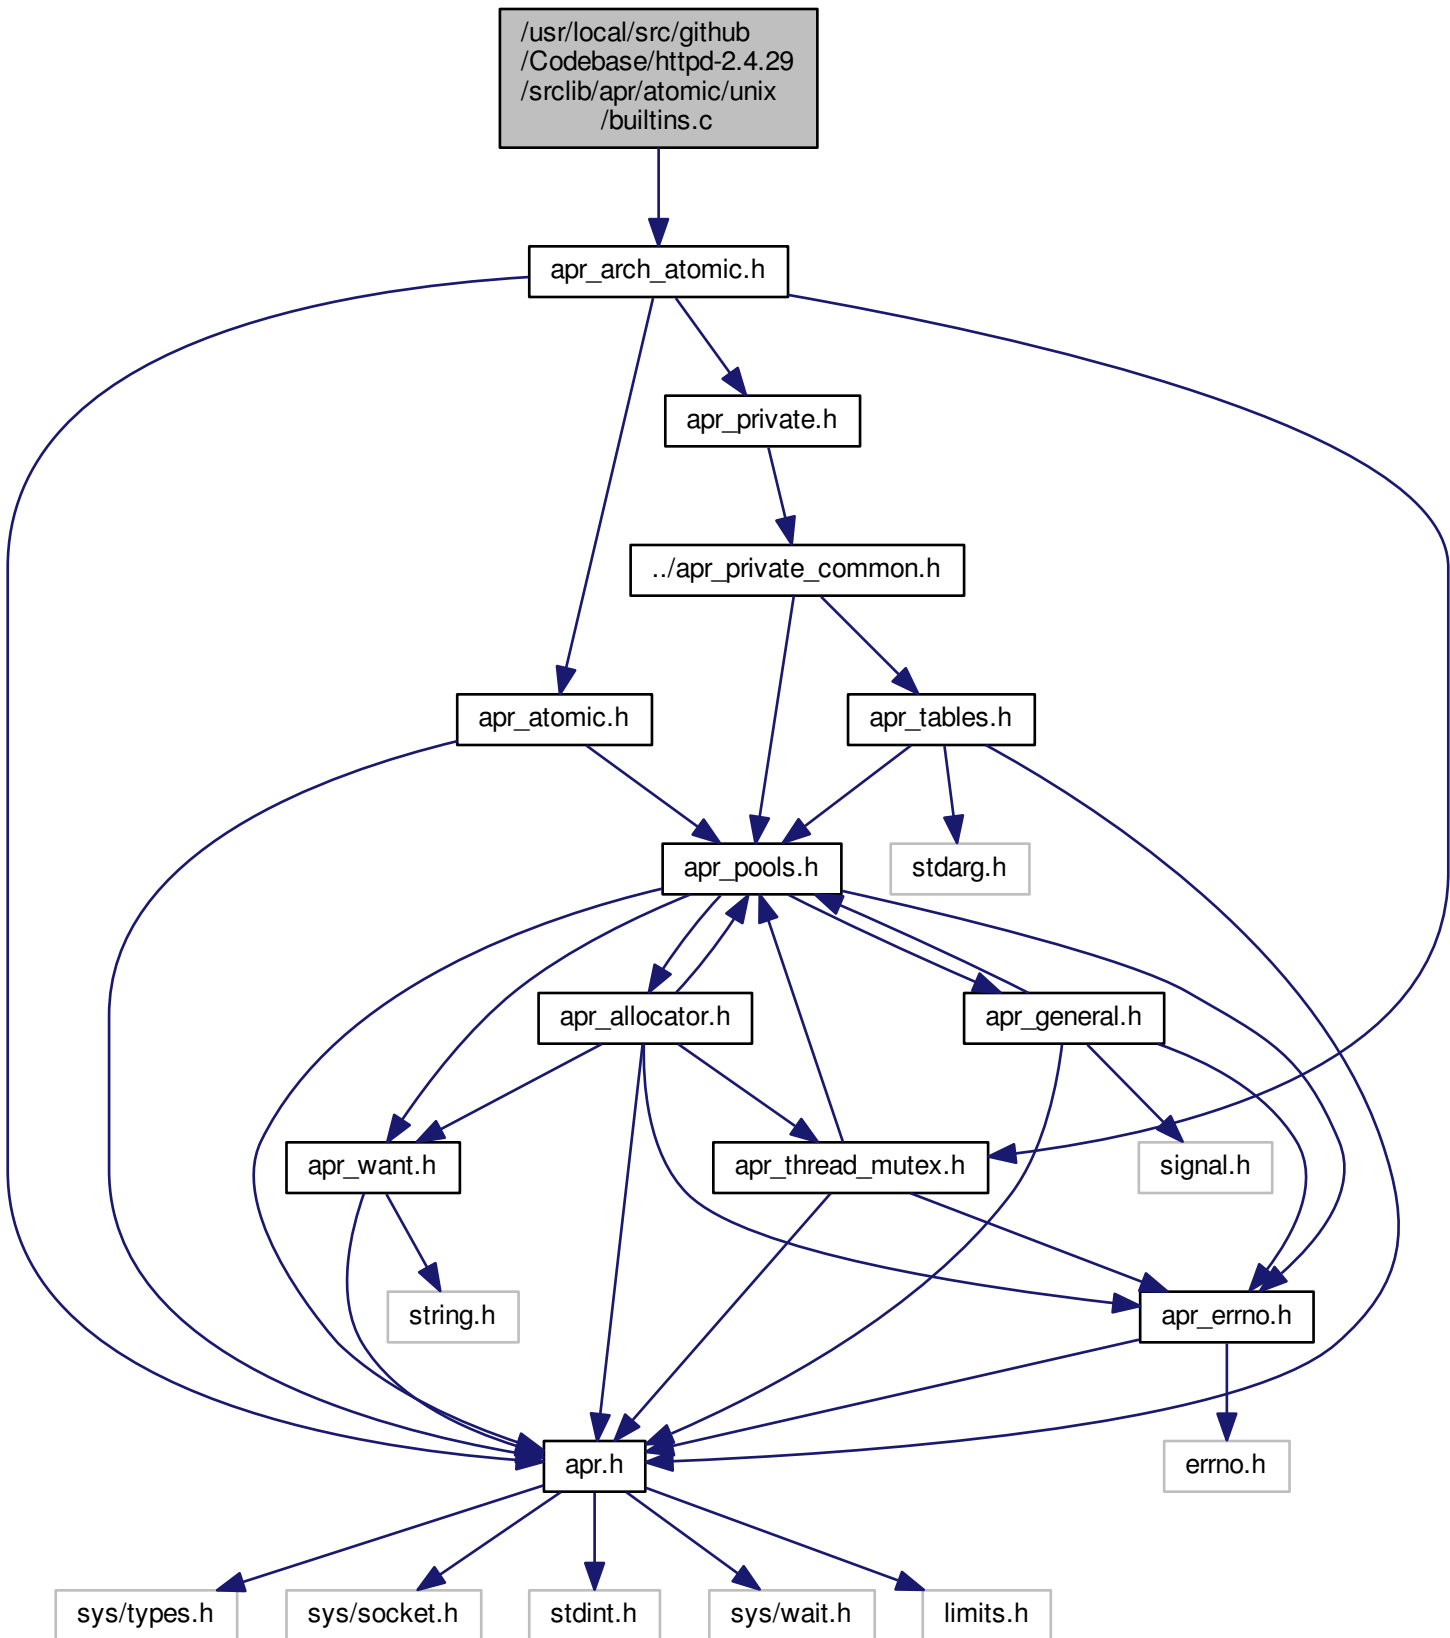 /usr/local/src/github
/Codebase/httpd-2.4.29
/srclib/apr/atomic/unix
/builtins.c
apr_arch_atomic.h
apr_private.h
../apr_private_common.h
apr_atomic.h
apr_tables.h
apr_pools.h
stdarg.h
apr_allocator.h
apr_general.h
apr_want.h
apr_thread_mutex.h
signal.h
string.h
apr_errno.h
apr.h
errno.h
sys/types.h
sys/socket.h
stdint.h
sys/wait.h
limits.h